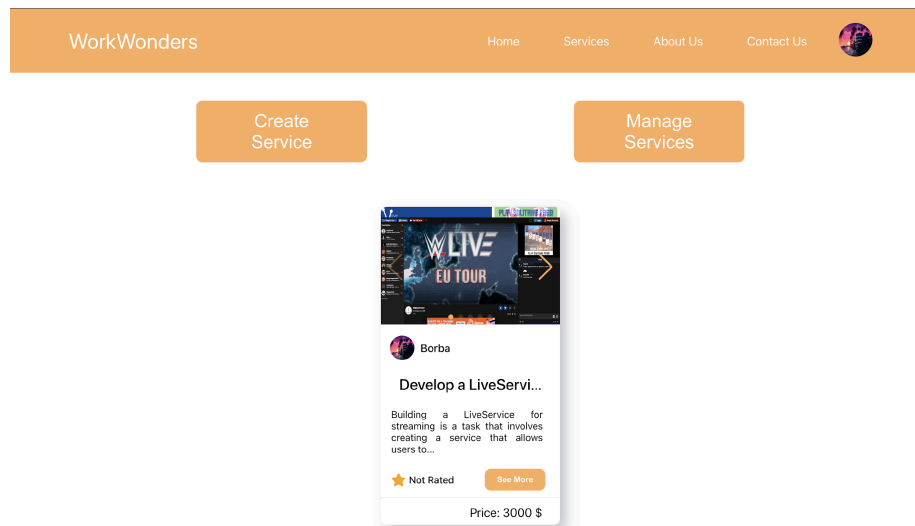 WorkWonders
Home Services About Us Contact Us
Create
Service
Manage
Services
LIVE
EU TOUR
Borba
Develop a LiveServi...
Building a LiveService for
streaming is a task that involves
creating a service that allows
users to...
Not Rated
See More
Price: 3000 $